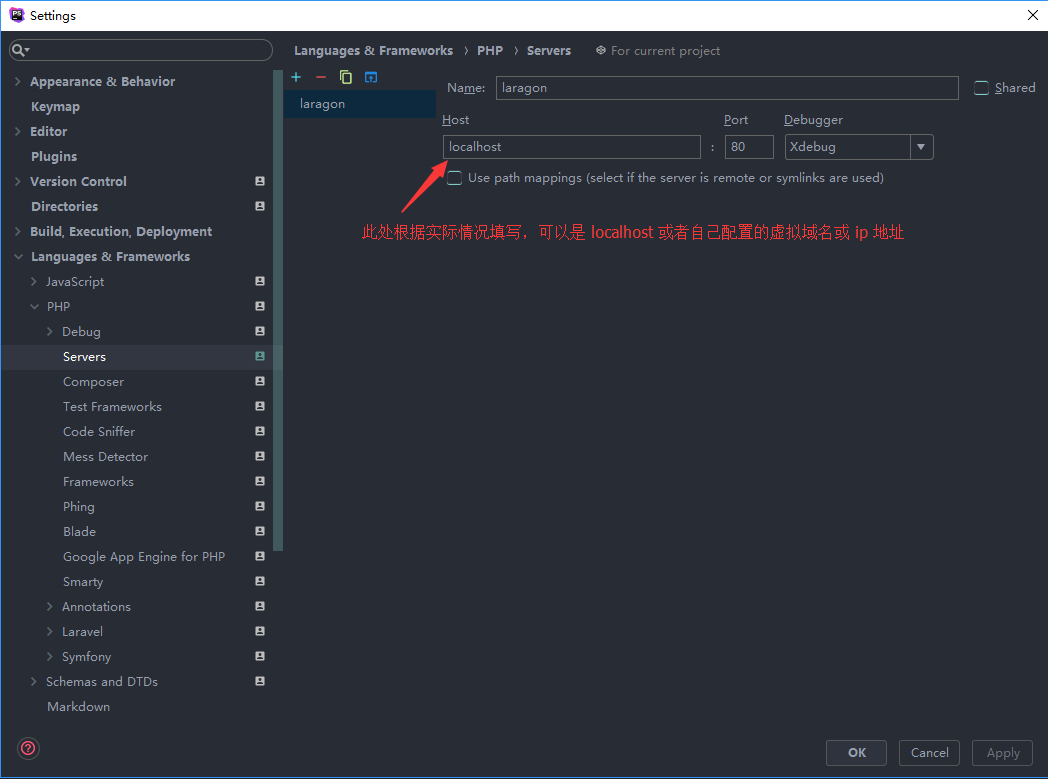 Settings
Languages & Frameworks › PHP › Servers For current project
Appearance & Behavior
Keymap
Editor
Plugins
Version Control
Directories
Build, Execution, Deployment
Languages & Frameworks
JavaScript
PHP
Debug
Servers
Composer
Test Frameworks
Code Sniffer
Mess Detector
Frameworks
Phing
Blade
Google App Engine for PHP
Smarty
Annotations
Laravel
Symfony
Schemas and DTDs
Markdown
laragon
Name: laragon Shared
Host Port Debugger
localhost : 80 Xdebug
Use path mappings (select if the server is remote or symlinks are used)
此处根据实际情况填写，可以是 localhost 或者自己配置的虚拟域名或 ip 地址
OK Cancel Apply